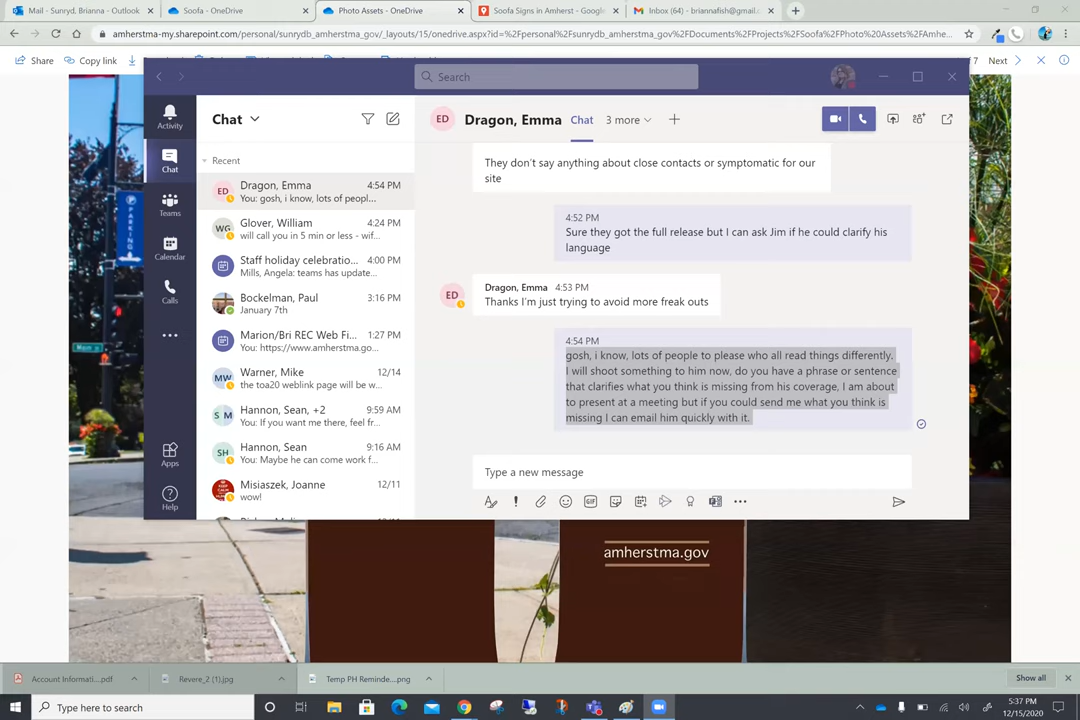 Mail - Sunryd, Brianna - Outlook
Soofa - OneDrive
Photo Assets - OneDrive
Soofa Signs in Amherst - Google
Inbox (64) - briannafish@gmail.c
amherstma-my.sharepoint.com/personal/sunrydb_amherstma_gov/_layouts/15/onedrive.aspx?id=%2Fpersonal%2Fsunrydb_amherstma_gov%2FDocuments%2FProjects%2FSoofa%2FPhoto%20Assets%2FAmhe...
Share
Copy link
7
Next
Search
Activity
Chat
Teams
Calendar
Calls
Apps
Help
Chat
Recent
Dragon, Emma 4:54 PM
You: gosh, i know, lots of peopl...
Glover, William 4:24 PM
will call you in 5 min or less - wif...
Staff holiday celebratio... 4:00 PM
Mills, Angela: teams has update...
Bockelman, Paul 3:16 PM
January 7th
Marion/Bri REC Web Fi... 1:27 PM
You: https://www.amherstma.go...
Warner, Mike 12/14
the toa20 weblink page will be w...
Hannon, Sean, +2 9:59 AM
You: If you want me there, feel fr...
Hannon, Sean 9:16 AM
You: Maybe he can come work f...
Misiaszek, Joanne 12/11
wow!
ED
WG
MW
S M
SH
ED
Dragon, Emma
Chat
3 more
They don't say anything about close contacts or symptomatic for our
site
4:52 PM
Sure they got the full release but I can ask Jim if he could clarify his
language
ED
Dragon, Emma 4:53 PM
Thanks I'm just trying to avoid more freak outs
4:54 PM
gosh, i know, lots of people to please who all read things differently.
I will shoot something to him now, do you have a phrase or sentence
that clarifies what you think is missing from his coverage, I am about
to present at a meeting but if you could send me what you think is
missing I can email him quickly with it.
Type a new message
GIF
PUBLIC
PARKING
amherstma.gov
Account Informati....pdf
Revere_2 (1).jpg
Temp PH Reminde....png
Show all
Type here to search
5:37 PM
12/15/2020